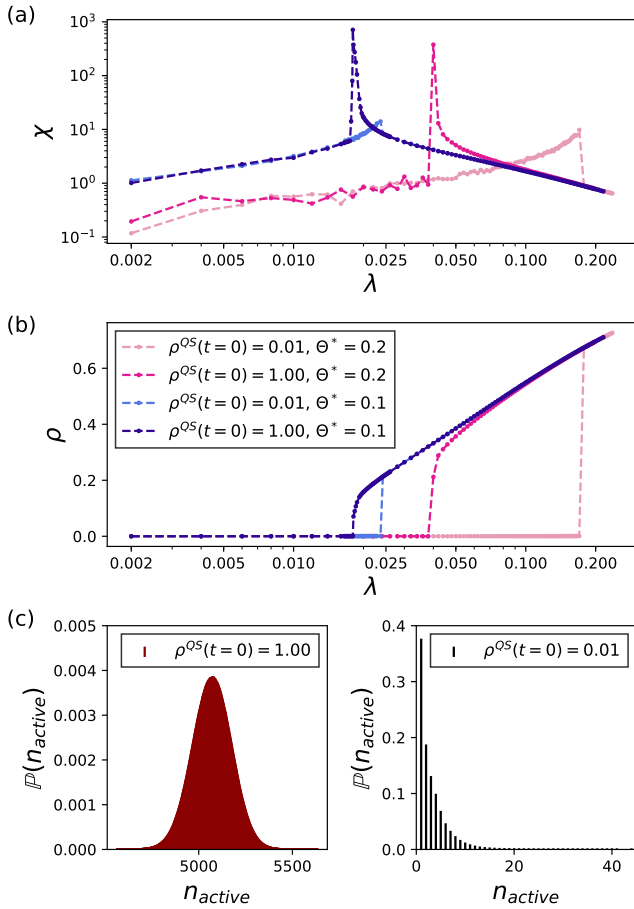 (a)
10³
10²
10¹
10⁰
10⁻¹
χ
0.002 0.010 0.025 0.050 0.100 0.200
λ
(b)
ρ^QS(t = 0) = 0.01, Θ* = 0.2
ρ^QS(t = 0) = 1.00, Θ* = 0.2
ρ^QS(t = 0) = 0.01, Θ* = 0.1
ρ^QS(t = 0) = 1.00, Θ* = 0.1
0.6
0.4
0.2
0.0
ρ
0.002 0.010 0.025 0.050 0.100 0.200
λ
(c)
ρ^QS(t = 0) = 1.00
0.005
0.004
0.003
0.002
0.001
0.000
ℙ(n_active)
5000 5500
n_active
ρ^QS(t = 0) = 0.01
0.4
0.3
0.2
0.1
0.0
ℙ(n_active)
0 20 40
n_active